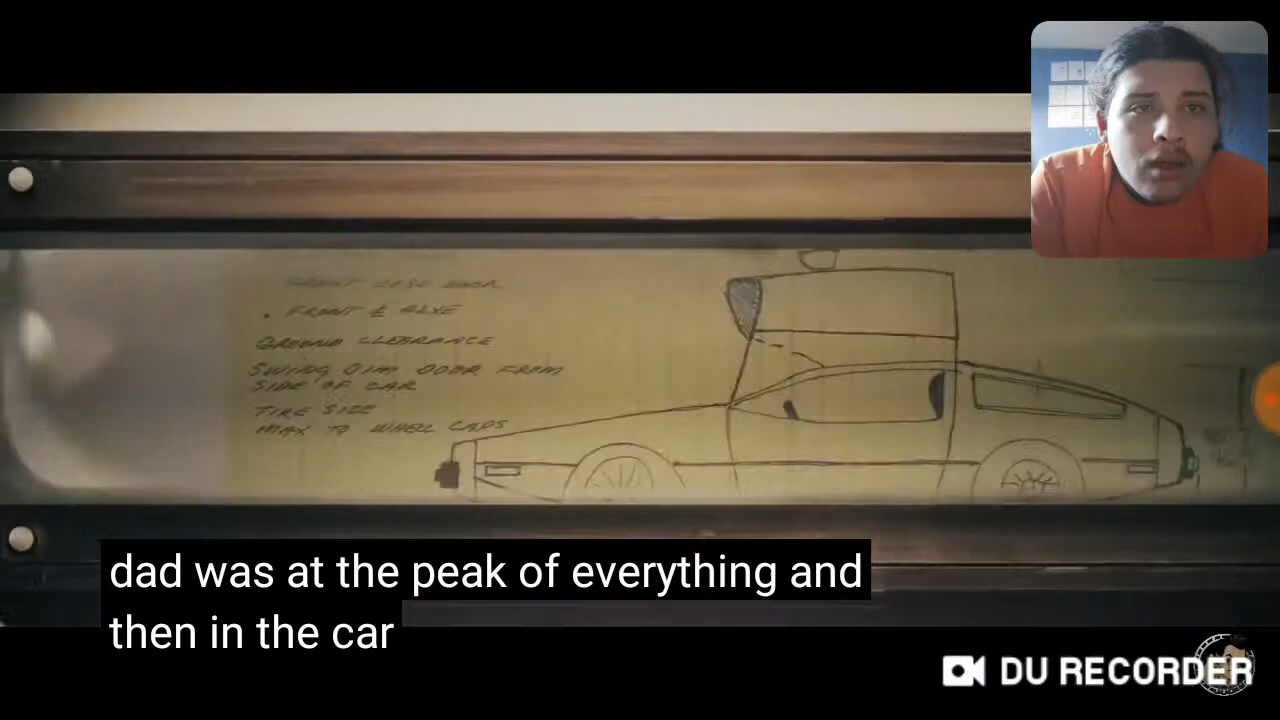 FRONT & AXLE
GROUND CLEARANCE
SWING DIM DOOR FROM
SIDE OF CAR
TIRE SIZE
MAX TO WHEEL CAPS
dad was at the peak of everything and
then in the car
DU RECORDER